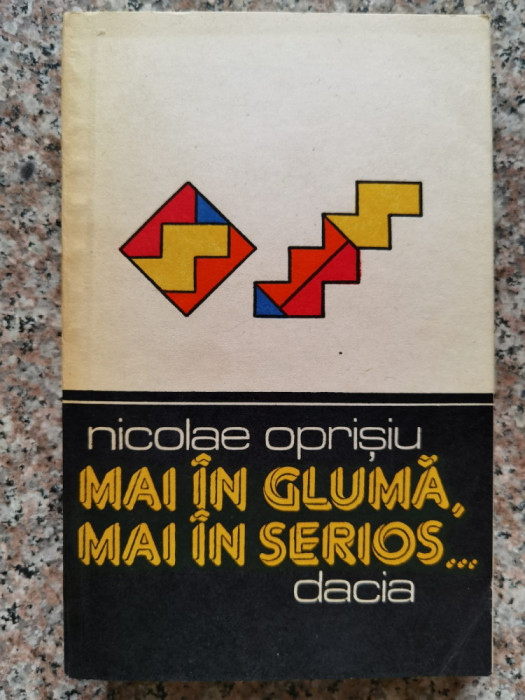 nicolae oprișiu
MAI ÎN GLUMĂ,
MAI ÎN SERIOS...
dacia